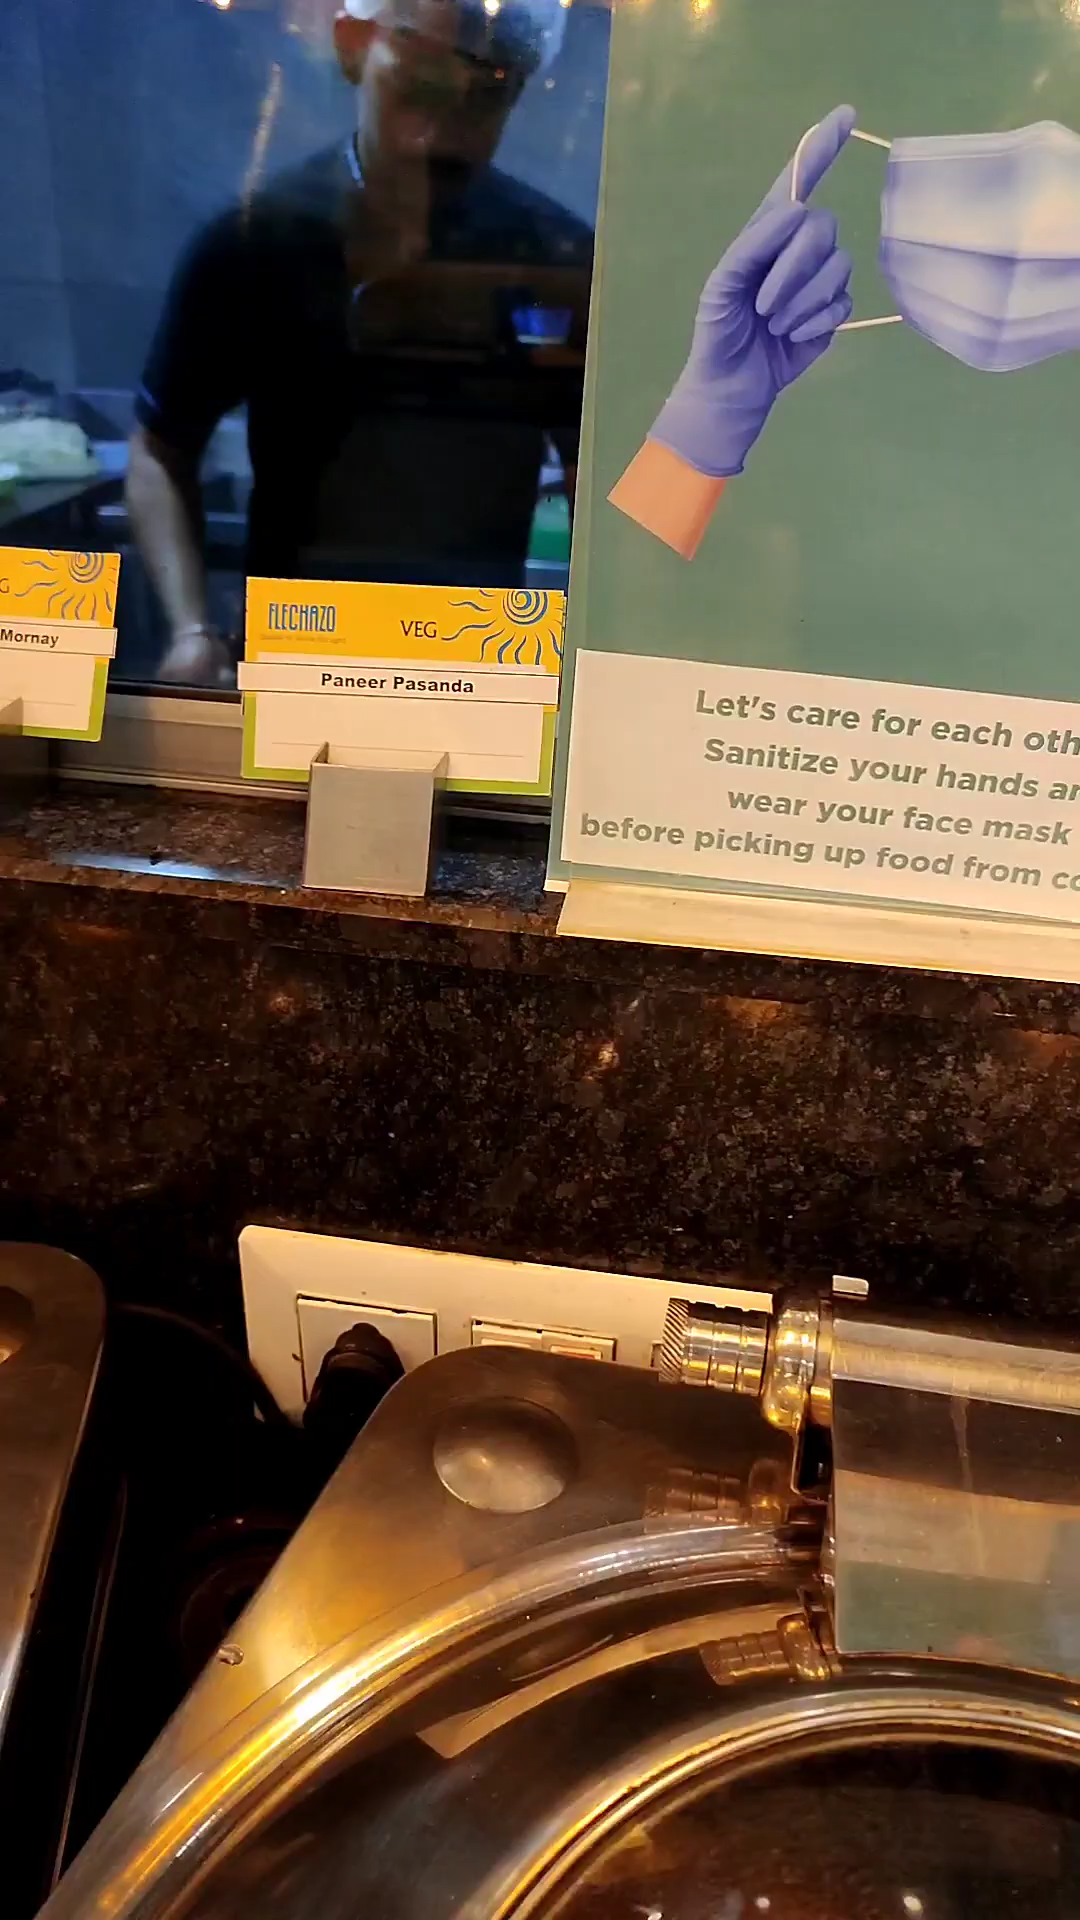 G
Mornay
FLECHAZO
VEG
Paneer Pasanda
Let's care for each oth
Sanitize your hands ar
wear your face mask
before picking up food from co